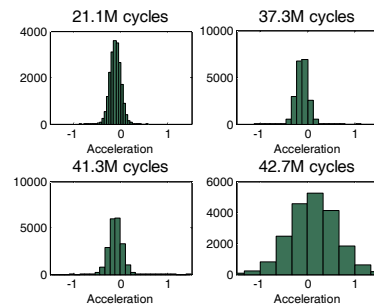 21.1M cycles
4000
2000
0
-1 0 1
Acceleration
37.3M cycles
10000
5000
0
-1 0 1
Acceleration
41.3M cycles
10000
5000
0
-1 0 1
Acceleration
42.7M cycles
6000
4000
2000
0
-1 0 1
Acceleration